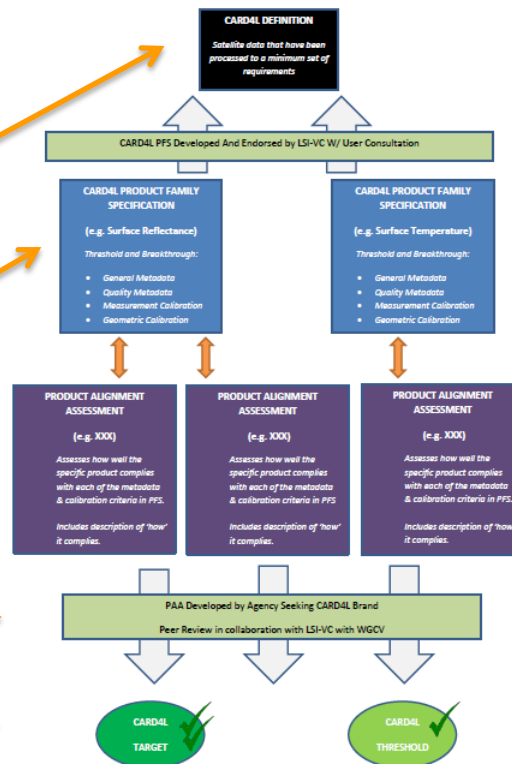 CARD4L DEFINITION
Satellite data that have been
processed to a minimum set of
requirements
CARD4L PFS Developed And Endorsed by LSI-VC W/ User Consultation
CARD4L PRODUCT FAMILY
SPECIFICATION
(e.g. Surface Reflectance)
Threshold and Breakthrough:
• General Metadata
• Quality Metadata
• Measurement Calibration
• Geometric Calibration
CARD4L PRODUCT FAMILY
SPECIFICATION
(e.g. Surface Temperature)
Threshold and Breakthrough:
• General Metadata
• Quality Metadata
• Measurement Calibration
• Geometric Calibration
PRODUCT ALIGNMENT
ASSESSMENT
(e.g. XXX)
Assesses how well the
specific product complies
with each of the metadata
& calibration criteria in PFS.
Includes description of 'how'
it complies.
PRODUCT ALIGNMENT
ASSESSMENT
(e.g. XXX)
Assesses how well the
specific product complies
with each of the metadata
& calibration criteria in PFS
Includes description of 'how'
it complies.
PRODUCT ALIGNMENT
ASSESSMENT
(e.g. XXX)
Assesses how well the
specific product complies
with each of the metadata
& calibration criteria in PFS.
Includes description of 'how'
it complies.
PAA Developed by Agency Seeking CARD4L Brand
Peer Review in collaboration with LSI-VC with WGCV
CARD4L
TARGET
CARD4L
THRESHOLD